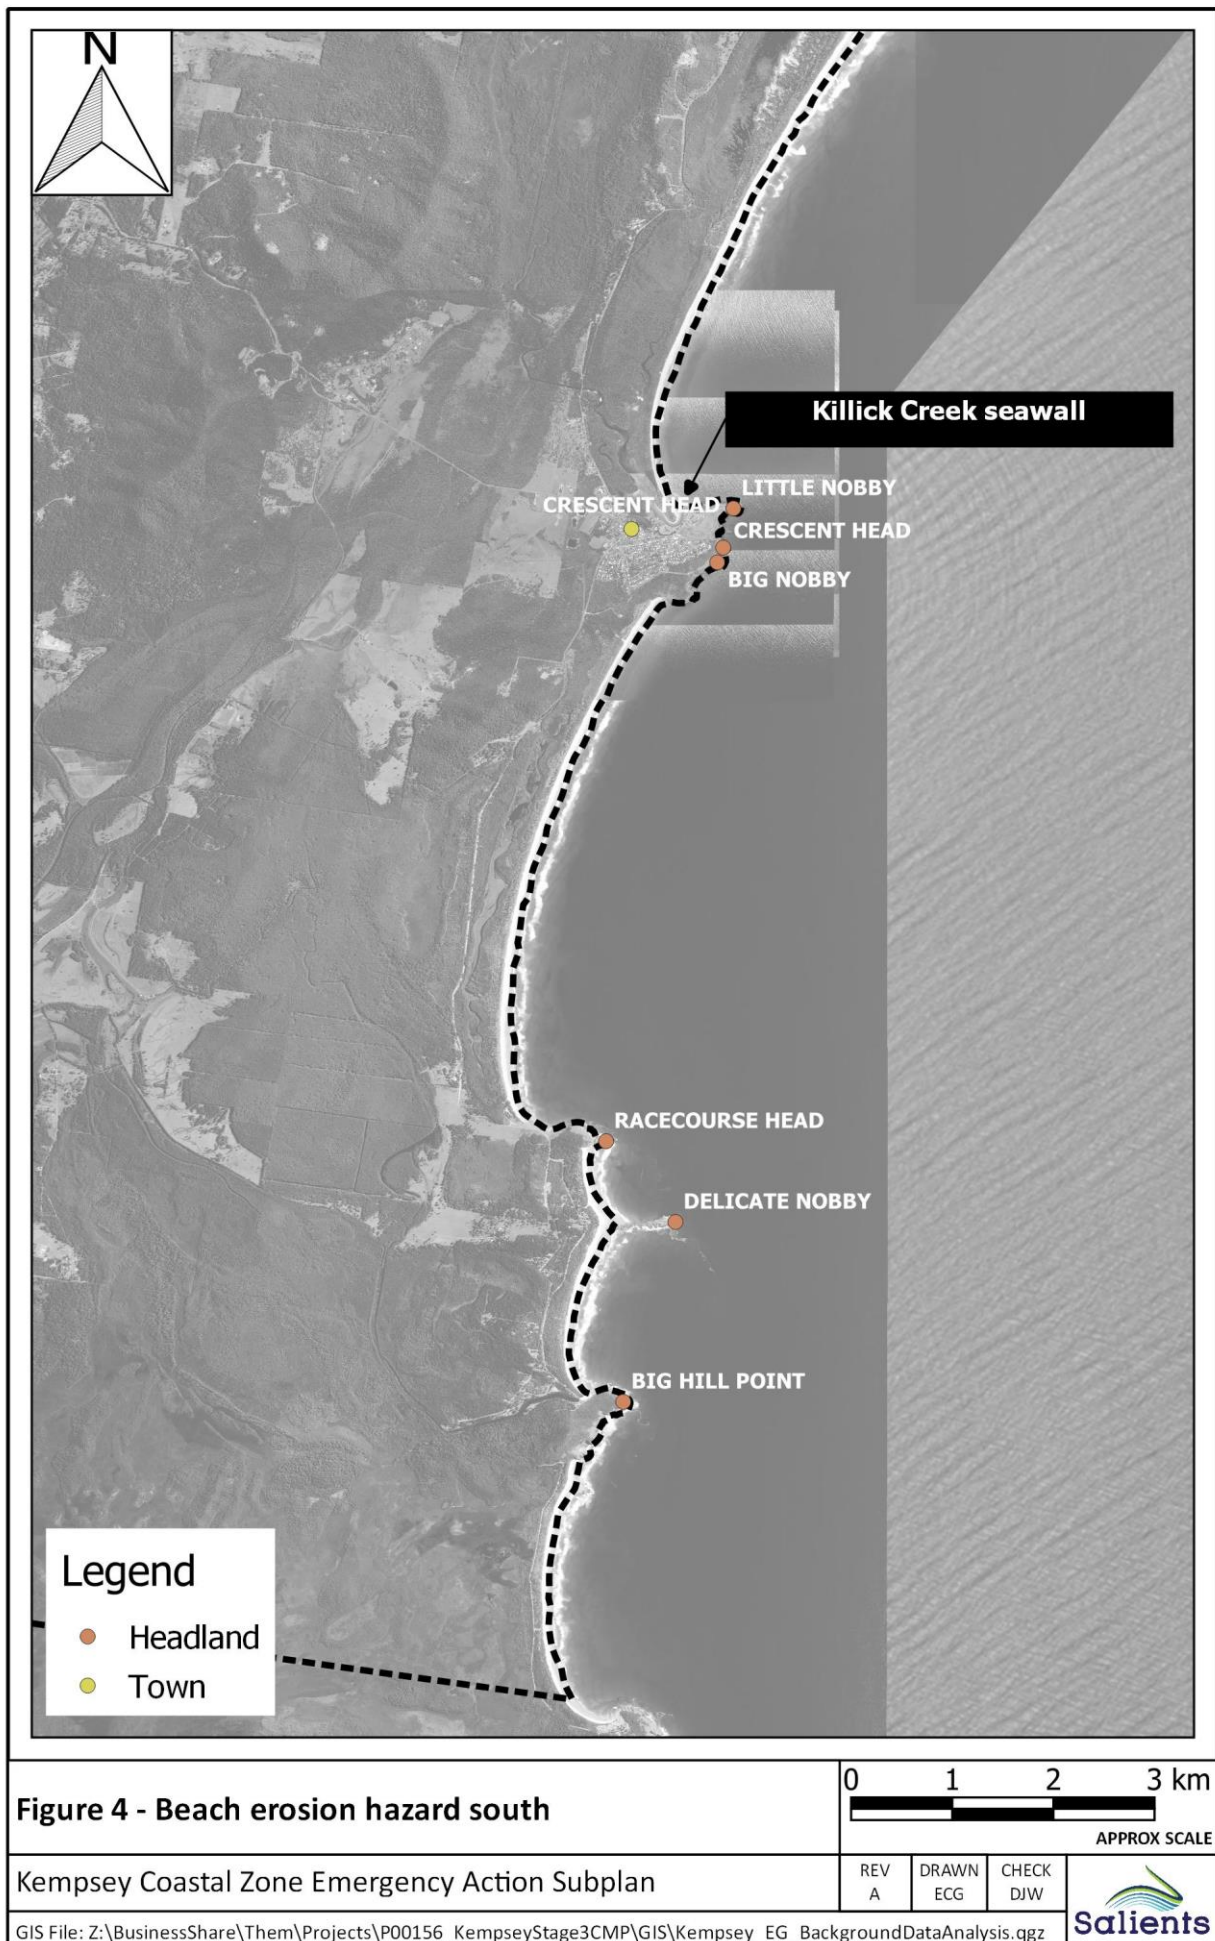 N
Killick Creek seawall
LITTLE NOBBY
CRESCENT HEAD
CRESCENT HEAD
BIG NOBBY
RACECOURSE HEAD
DELICATE NOBBY
BIG HILL POINT
Legend
Headland
Town
Figure 4 - Beach erosion hazard south
0 1 2 3 km
APPROX SCALE
Kempsey Coastal Zone Emergency Action Subplan
REV
A
DRAWN
ECG
CHECK
DJW
Salients
GIS File: Z:\BusinessShare\Them\Projects\P00156_KempseyStage3CMP\GIS\Kempsey_EG_BackgroundDataAnalysis.qgz